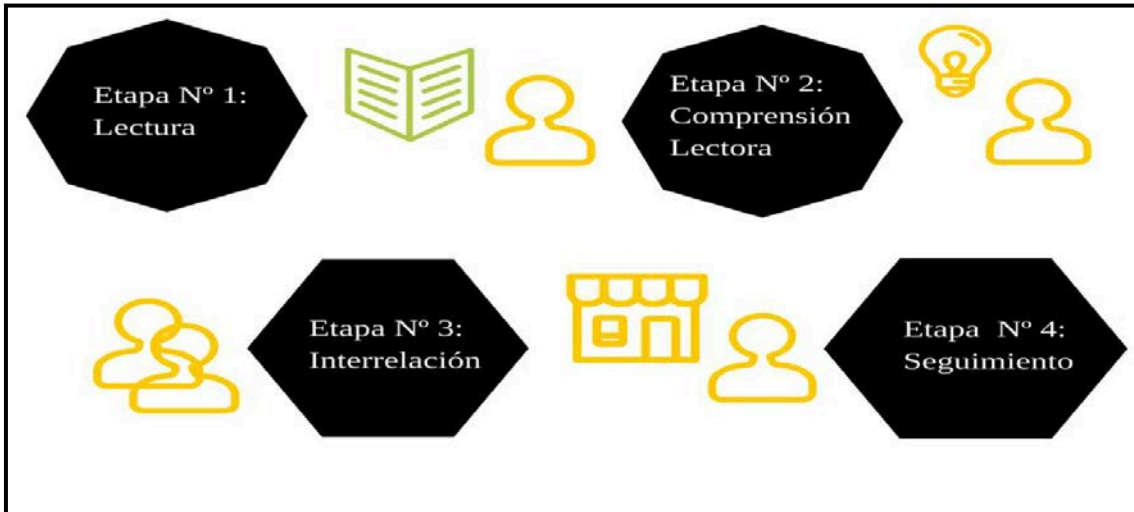 Etapa Nº 1:
Lectura
Etapa Nº 2:
Comprensión
Lectora
Etapa Nº 3:
Interrelación
Etapa Nº 4:
Seguimiento